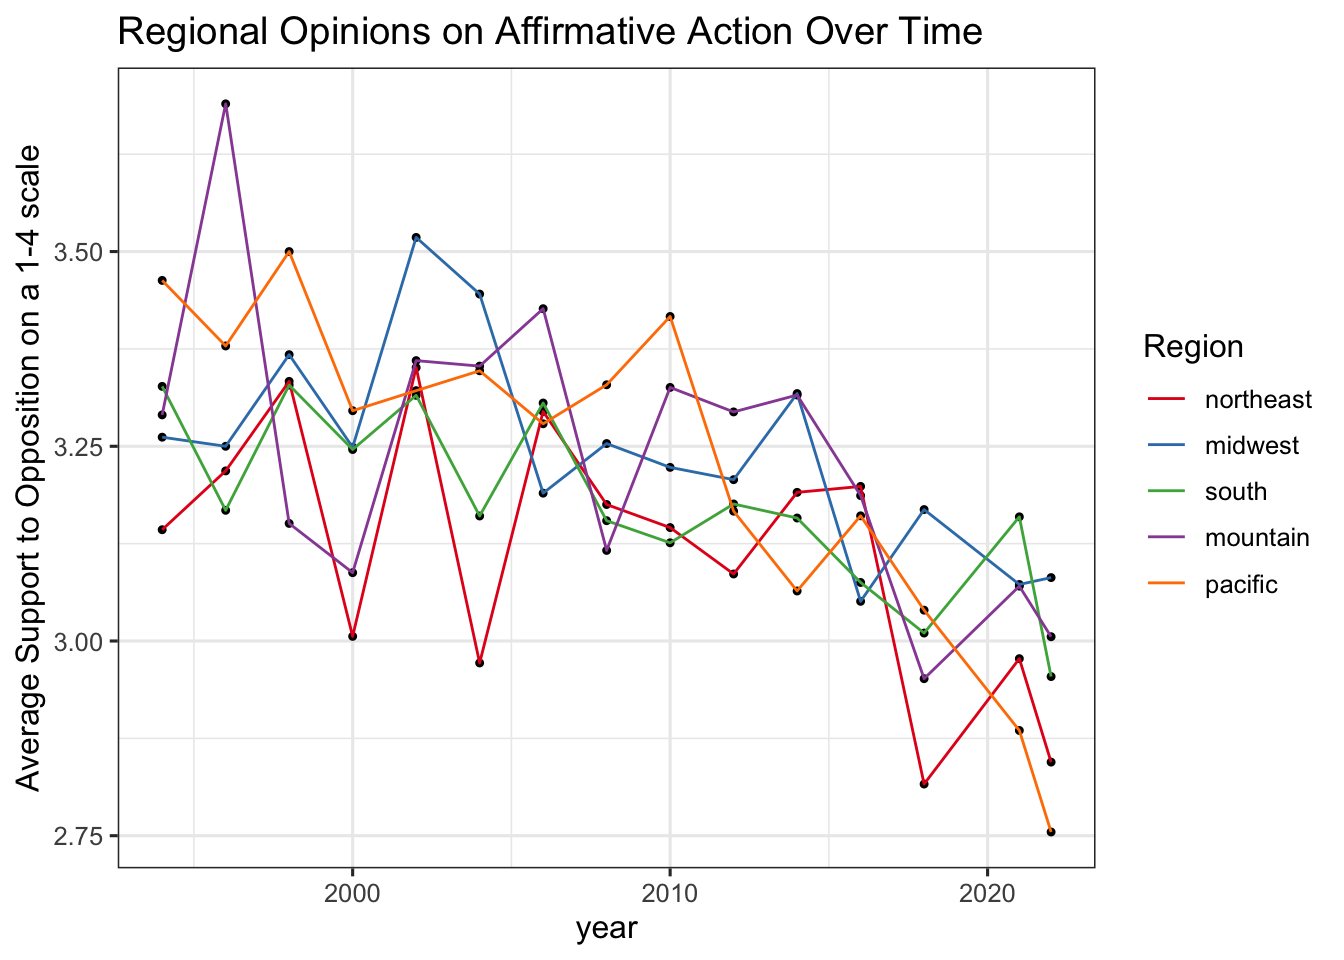 Regional Opinions on Affirmative Action Over Time
Average Support to Opposition on a 1-4 scale
3.50
3.25
3.00
2.75
2000
2010
2020
year
Region
northeast
midwest
south
mountain
pacific